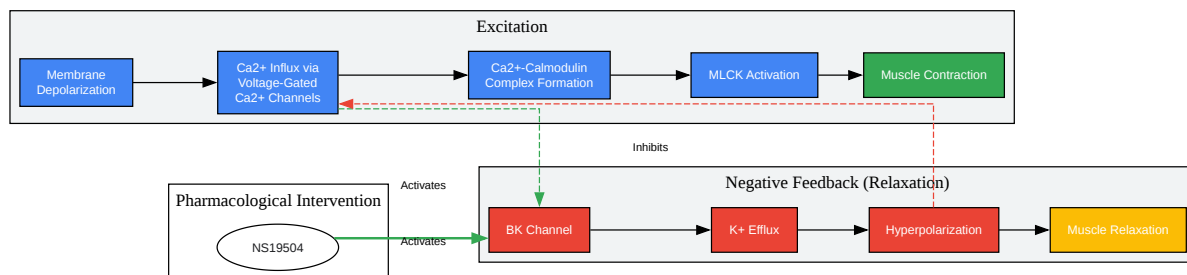 Excitation
Membrane
Depolarization
Ca2+ Influx via
Voltage-Gated
Ca2+ Channels
Ca2+-Calmodulin
Complex Formation
MLCK Activation
Muscle Contraction
Inhibits
Activates
Pharmacological Intervention
NS19504
Activates
Negative Feedback (Relaxation)
BK Channel
K+ Efflux
Hyperpolarization
Muscle Relaxation